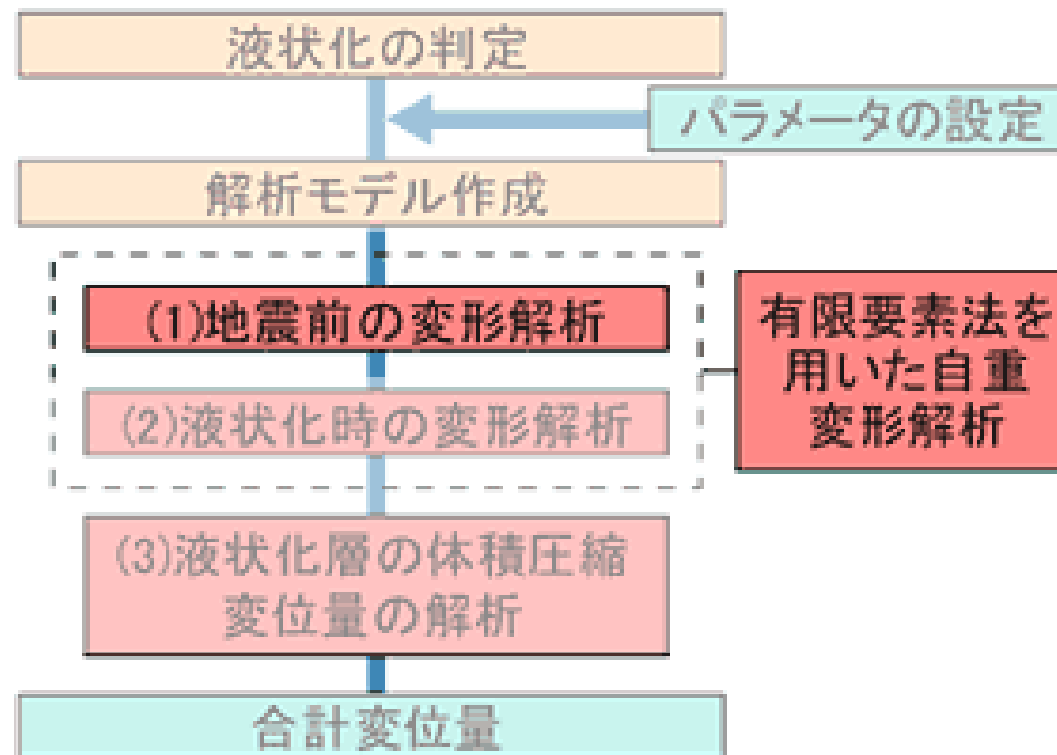 液状化の判定
パラメータの設定
解析モデル作成
(1)地震前の変形解析
(2)液状化時の変形解析
有限要素法を
用いた自重
変形解析
(3)液状化層の体積圧縮
変位量の解析
合計変位量